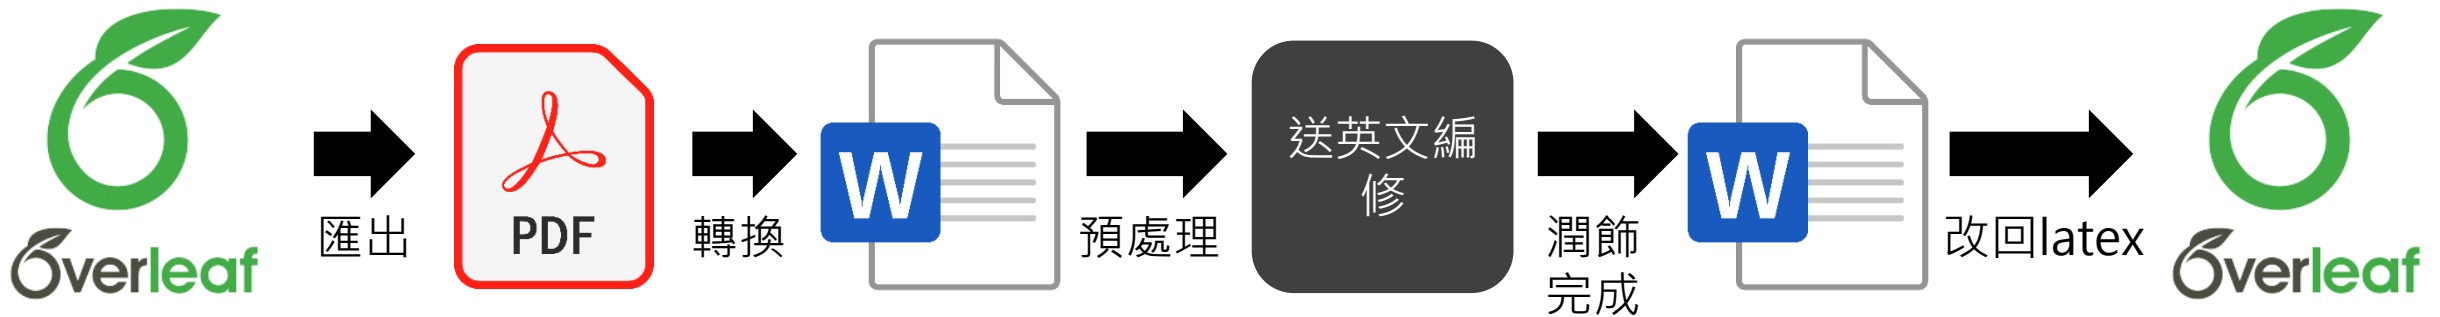 Overleaf
匯出
PDF
轉換
W
預處理
送英文編
修
潤飾
完成
W
改回latex
Overleaf